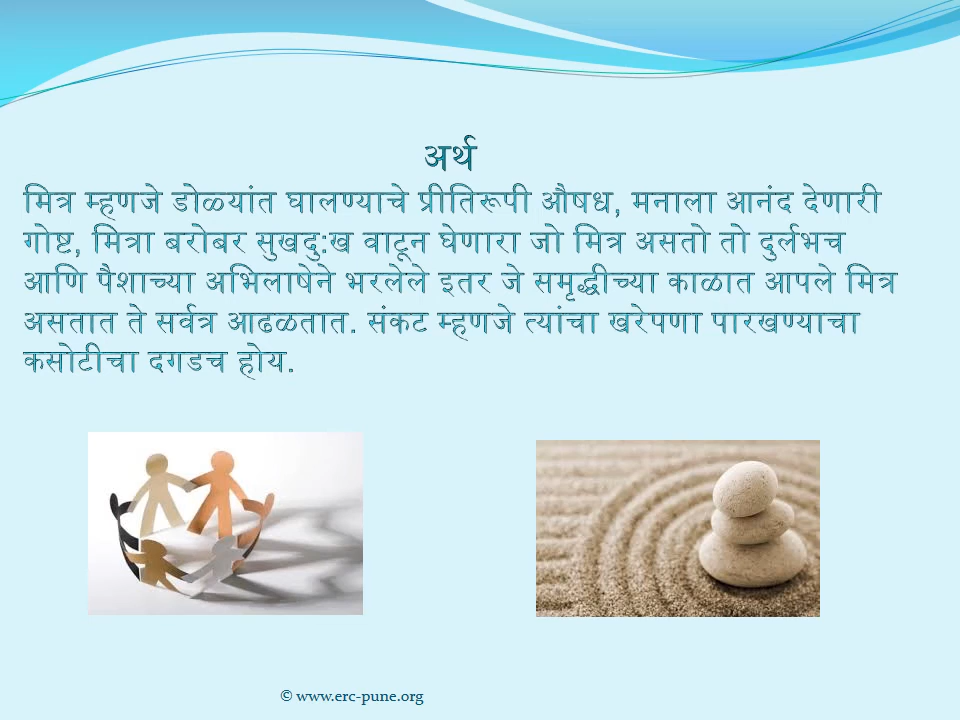 अर्थ
मित्र म्हणजे डोळ्यांत घालण्याचे प्रीतिरूपी औषध, मनाला आनंद देणारी
गोष्ट, मित्रा बरोबर सुखदु:ख वाटून घेणारा जो मित्र असतो तो दुर्लभच
आणि पैशाच्या अभिलाषेने भरलेले इतर जे समृद्धीच्या काळात आपले मित्र
असतात ते सर्वत्र आढळतात. संकट म्हणजे त्यांचा खरेपणा पारखण्याचा
कसोटीचा दगडच होय.
© www.erc-pune.org